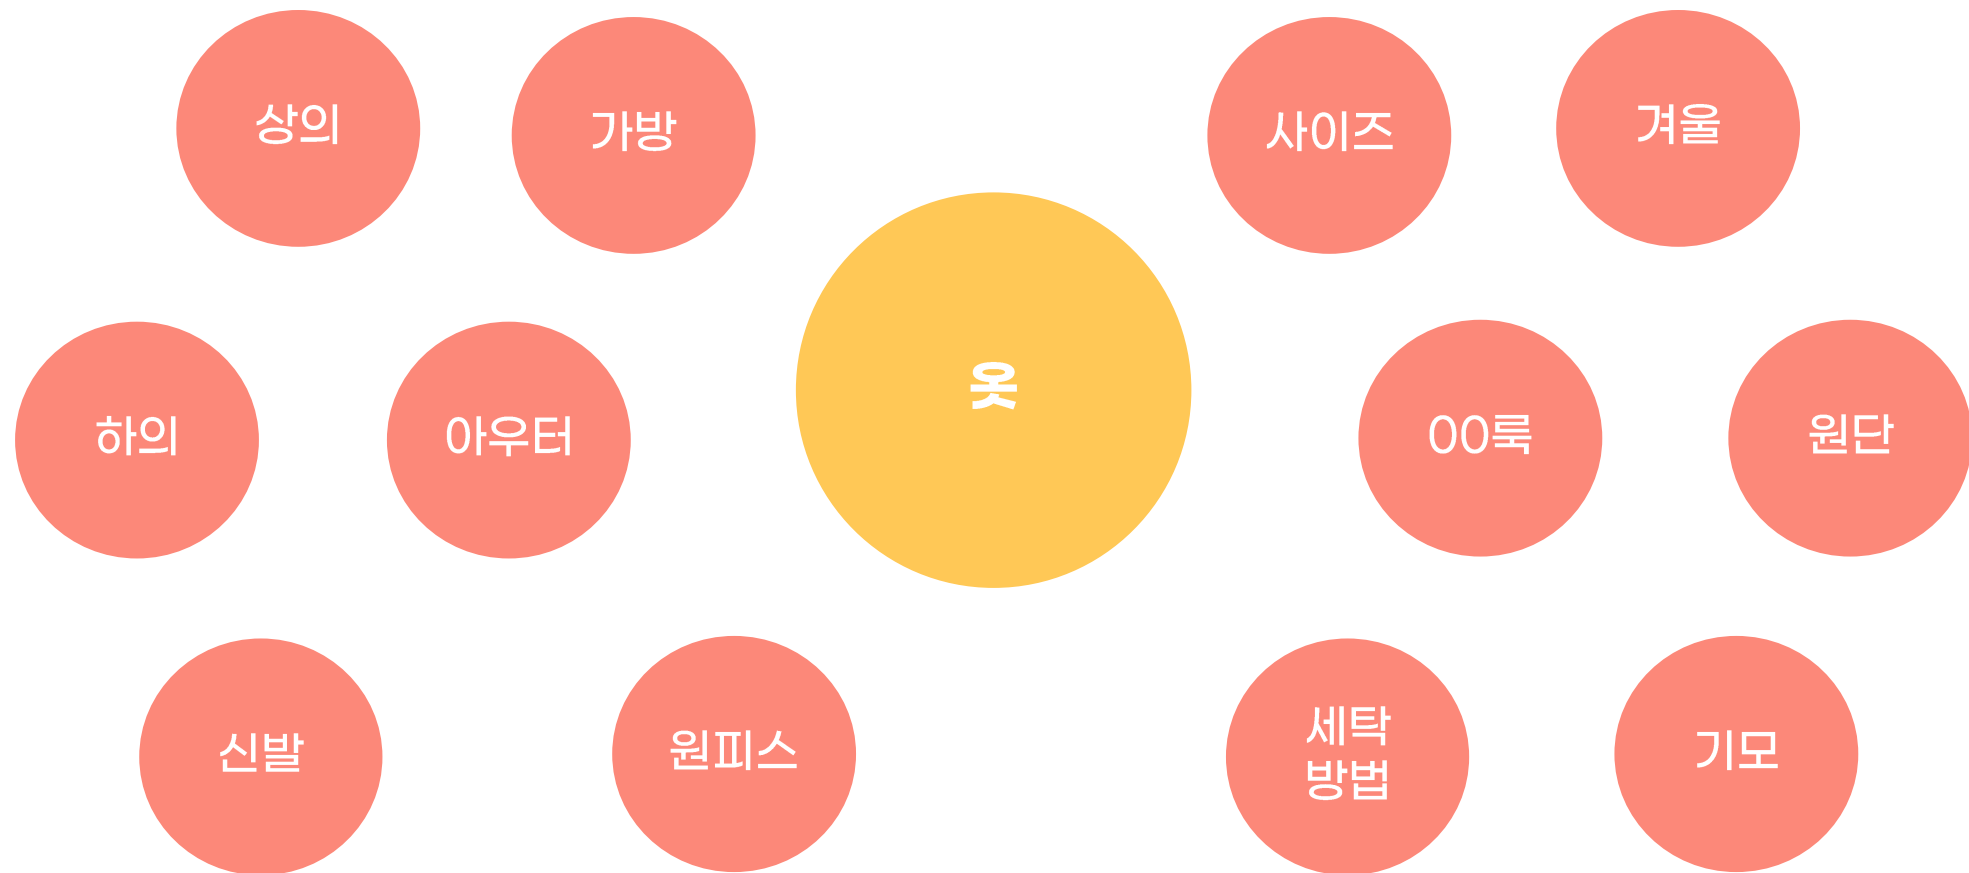 상의
가방
사이즈
겨울
옷
하의
아우터
00룩
원단
신발
원피스
세탁
방법
기모